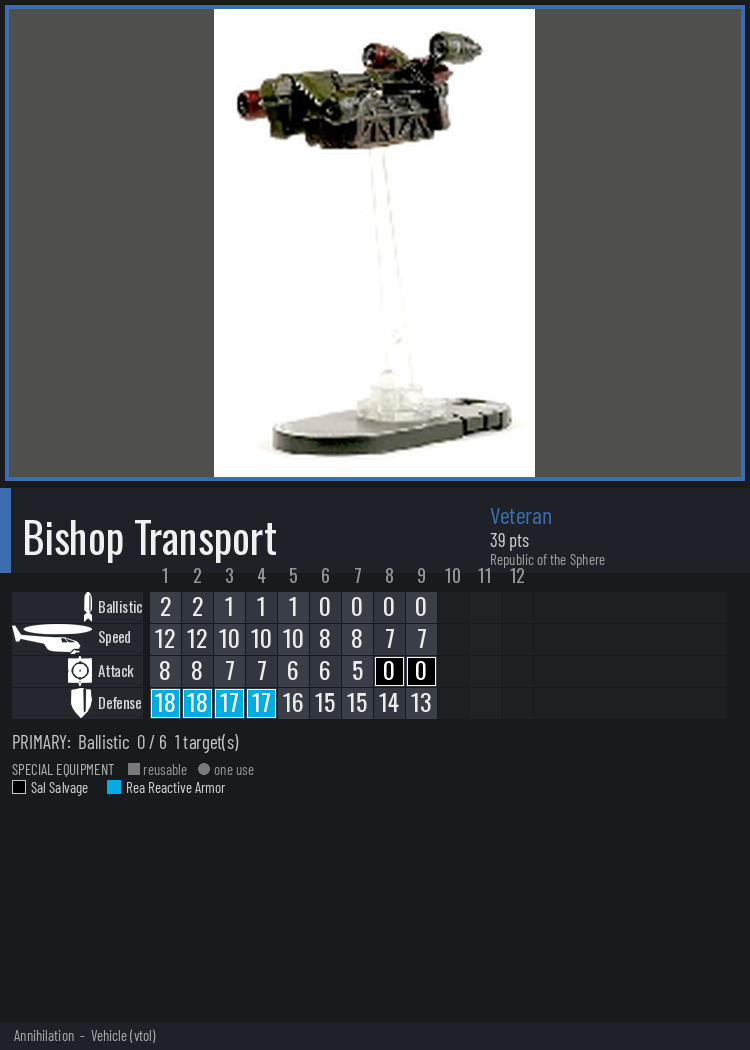 Bishop Transport
Veteran
39 pts
Republic of the Sphere
1 2 3 4 5 6 7 8 9 10 11 12
Ballistic 2 2 1 1 1 0 0 0 0
Speed 12 12 10 10 10 8 8 7 7
Attack 8 8 7 7 6 6 5 0 0
Defense 18 18 17 17 16 15 15 14 13
PRIMARY: Ballistic 0 / 6 1 target(s)
SPECIAL EQUIPMENT reusable one use
Sal Salvage Rea Reactive Armor
Annihilation - Vehicle (vtol)